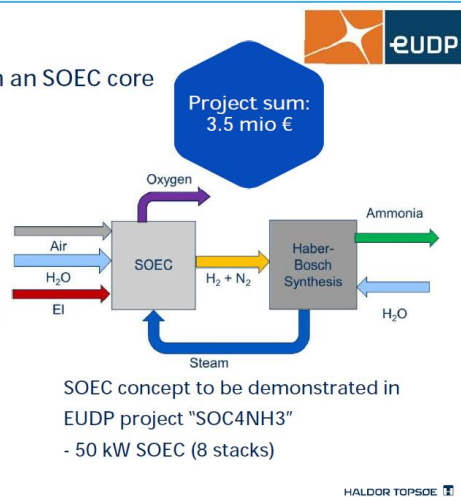 EUDP
n an SOEC core
Project sum:
3.5 mio €
Oxygen
Air
H₂O
El
SOEC
H₂ + N₂
Haber-
Bosch
Synthesis
Ammonia
H₂O
Steam
SOEC concept to be demonstrated in
EUDP project "SOC4NH3"
- 50 kW SOEC (8 stacks)
HALDOR TOPSØE